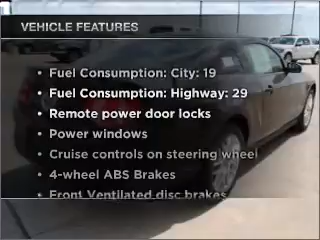 VEHICLE FEATURES
• Fuel Consumption: City: 19
• Fuel Consumption: Highway: 29
• Remote power door locks
• Power windows
• Cruise controls on steering wheel
• 4-wheel ABS Brakes
• Front Ventilated disc brakes